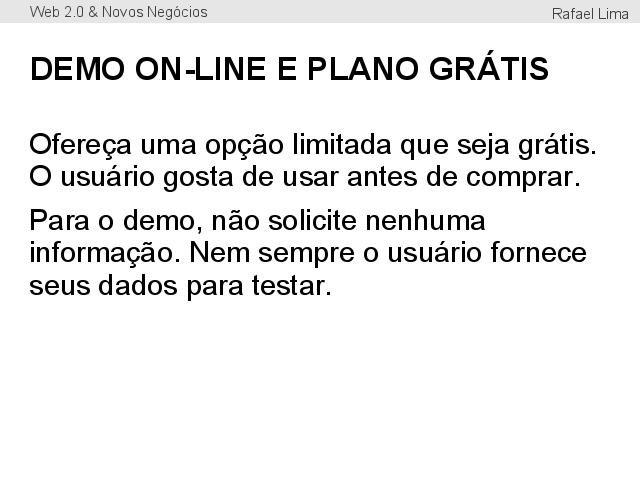 Web 2.0 & Novos Negócios
Rafael Lima
DEMO ON-LINE E PLANO GRÁTIS
Ofereça uma opção limitada que seja grátis.
O usuário gosta de usar antes de comprar.
Para o demo, não solicite nenhuma
informação. Nem sempre o usuário fornece
seus dados para testar.